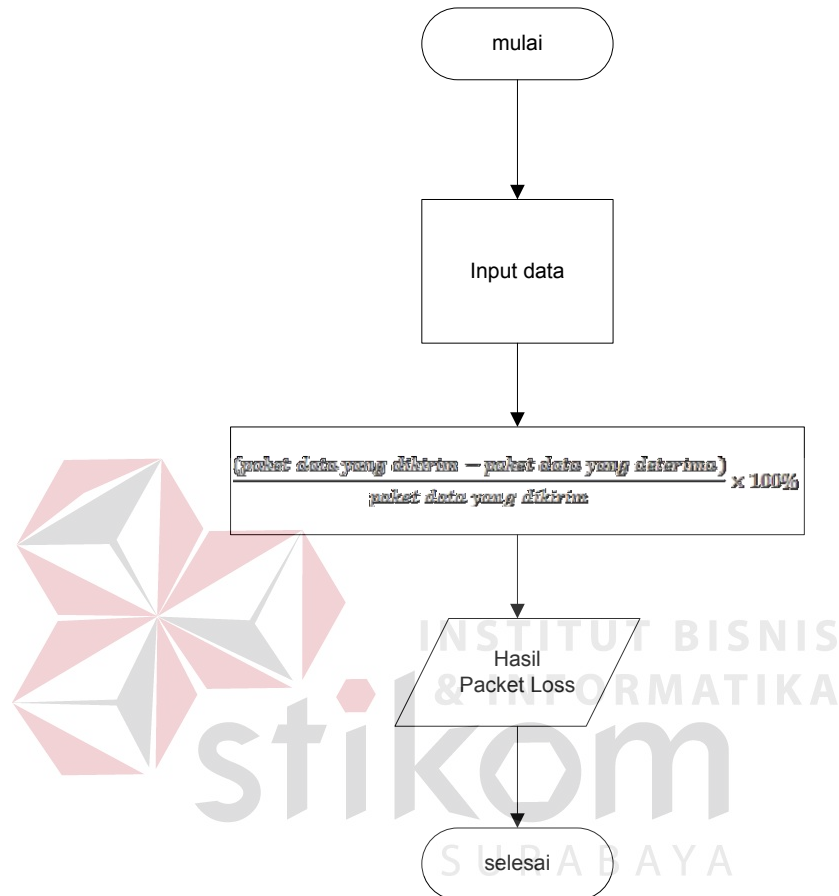 mulai
Input data
(paket data yang dikirim − paket data yang deterima)
paket data yang dikirim
× 100%
Hasil
Packet Loss
selesai
INSTITUT BISNIS
& INFORMATIKA
stikom
SURABAYA